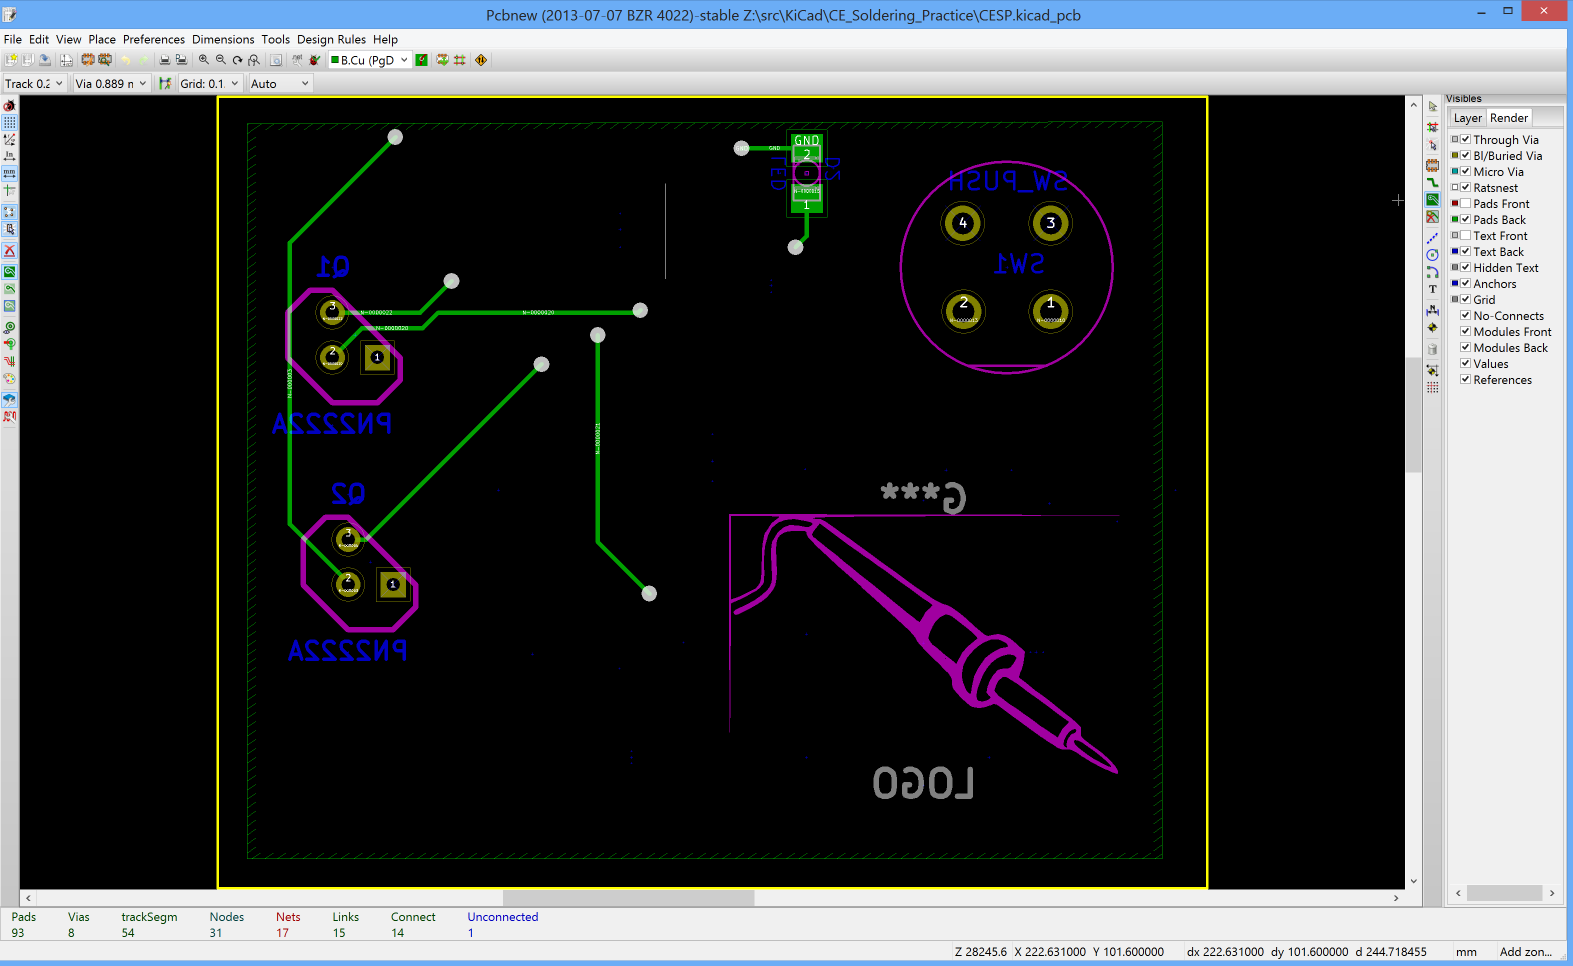 Pcbnew (2013-07-07 BZR 4022)-stable Z:\src\KiCad\CE_Soldering_Practice\CESP.kicad_pcb
File Edit View Place Preferences Dimensions Tools Design Rules Help
B.Cu (PgD
Track 0.2 Via 0.889 n Grid: 0.1 Auto
Visibles
Layer Render
Through Via
Bl/Buried Via
Micro Via
Ratsnest
Pads Front
Pads Back
Text Front
Text Back
Hidden Text
Anchors
Grid
No-Connects
Modules Front
Modules Back
Values
References
GND
GND
2
1
LED
D2
SW_PUSH
4 3
SW1
2 1
Q1
3
N-0000022
N-0000020
N-0000020
2 1
PN2222A
N-0000021
Q2
3
2 1
PN2222A
G***
LOGO
Pads Vias trackSegm Nodes Nets Links Connect Unconnected
93 8 54 31 17 15 14 1
Z 28245.6 X 222.631000 Y 101.600000 dx 222.631000 dy 101.600000 d 244.718455 mm Add zon...